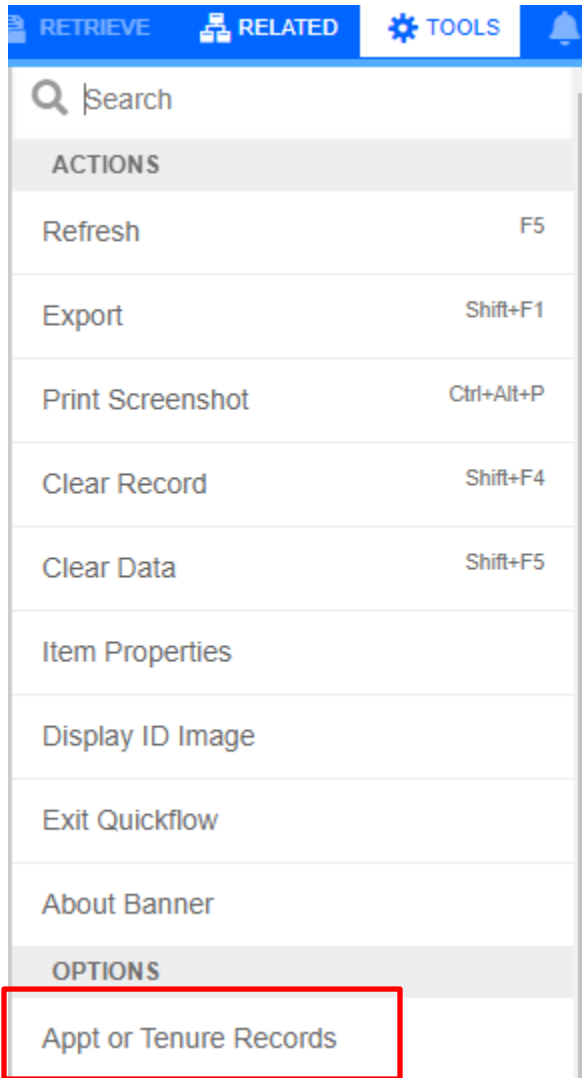 RETRIEVE RELATED TOOLS
Search
ACTIONS
Refresh F5
Export Shift+F1
Print Screenshot Ctrl+Alt+P
Clear Record Shift+F4
Clear Data Shift+F5
Item Properties
Display ID Image
Exit Quickflow
About Banner
OPTIONS
Appt or Tenure Records